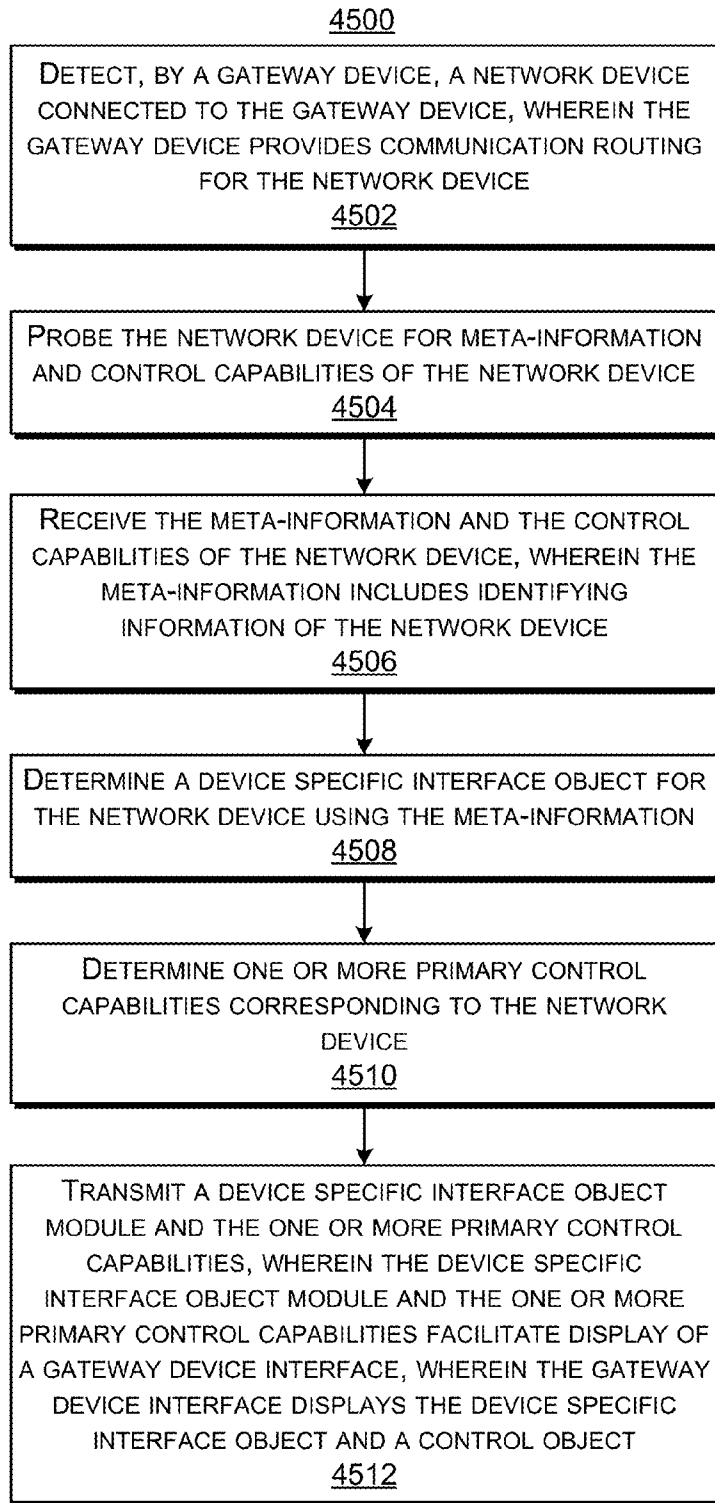 4500
DETECT, BY A GATEWAY DEVICE, A NETWORK DEVICE
CONNECTED TO THE GATEWAY DEVICE, WHEREIN THE
GATEWAY DEVICE PROVIDES COMMUNICATION ROUTING
FOR THE NETWORK DEVICE
4502
PROBE THE NETWORK DEVICE FOR META-INFORMATION
AND CONTROL CAPABILITIES OF THE NETWORK DEVICE
4504
RECEIVE THE META-INFORMATION AND THE CONTROL
CAPABILITIES OF THE NETWORK DEVICE, WHEREIN THE
META-INFORMATION INCLUDES IDENTIFYING
INFORMATION OF THE NETWORK DEVICE
4506
DETERMINE A DEVICE SPECIFIC INTERFACE OBJECT FOR
THE NETWORK DEVICE USING THE META-INFORMATION
4508
DETERMINE ONE OR MORE PRIMARY CONTROL
CAPABILITIES CORRESPONDING TO THE NETWORK
DEVICE
4510
TRANSMIT A DEVICE SPECIFIC INTERFACE OBJECT
MODULE AND THE ONE OR MORE PRIMARY CONTROL
CAPABILITIES, WHEREIN THE DEVICE SPECIFIC
INTERFACE OBJECT MODULE AND THE ONE OR MORE
PRIMARY CONTROL CAPABILITIES FACILITATE DISPLAY OF
A GATEWAY DEVICE INTERFACE, WHEREIN THE GATEWAY
DEVICE INTERFACE DISPLAYS THE DEVICE SPECIFIC
INTERFACE OBJECT AND A CONTROL OBJECT
4512